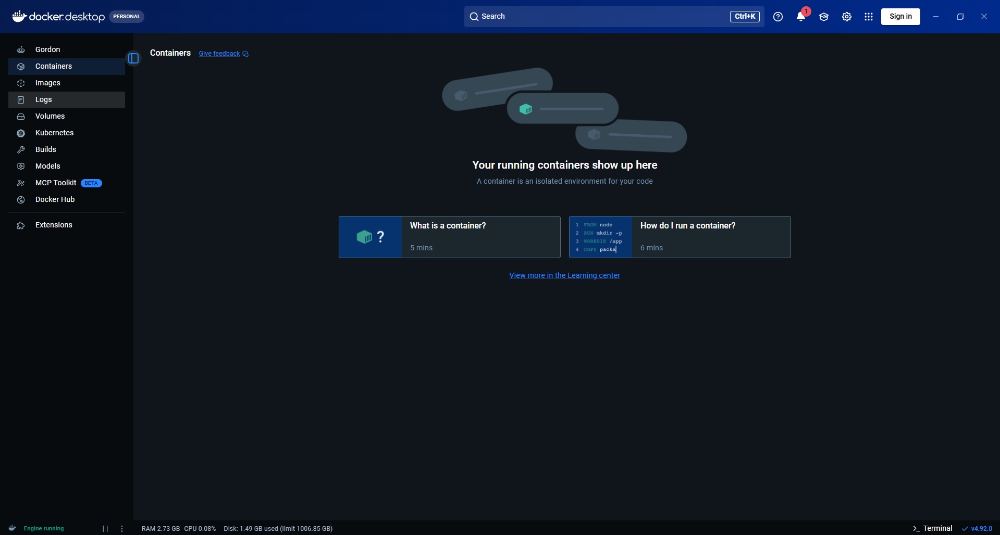 docker.desktop PERSONAL
Search Ctrl+K
1
Sign in
Gordon
Containers
Images
Logs
Volumes
Kubernetes
Builds
Models
MCP Toolkit BETA
Docker Hub
Extensions
Containers Give feedback
Your running containers show up here
A container is an isolated environment for your code
?
What is a container?
5 mins
1 FROM node
2 RUN mkdir -p
3 WORKDIR /app
4 COPY packa
How do I run a container?
6 mins
View more in the Learning center
Engine running
RAM 2.73 GB CPU 0.08% Disk: 1.49 GB used (limit 1006.85 GB)
Terminal
v4.92.0